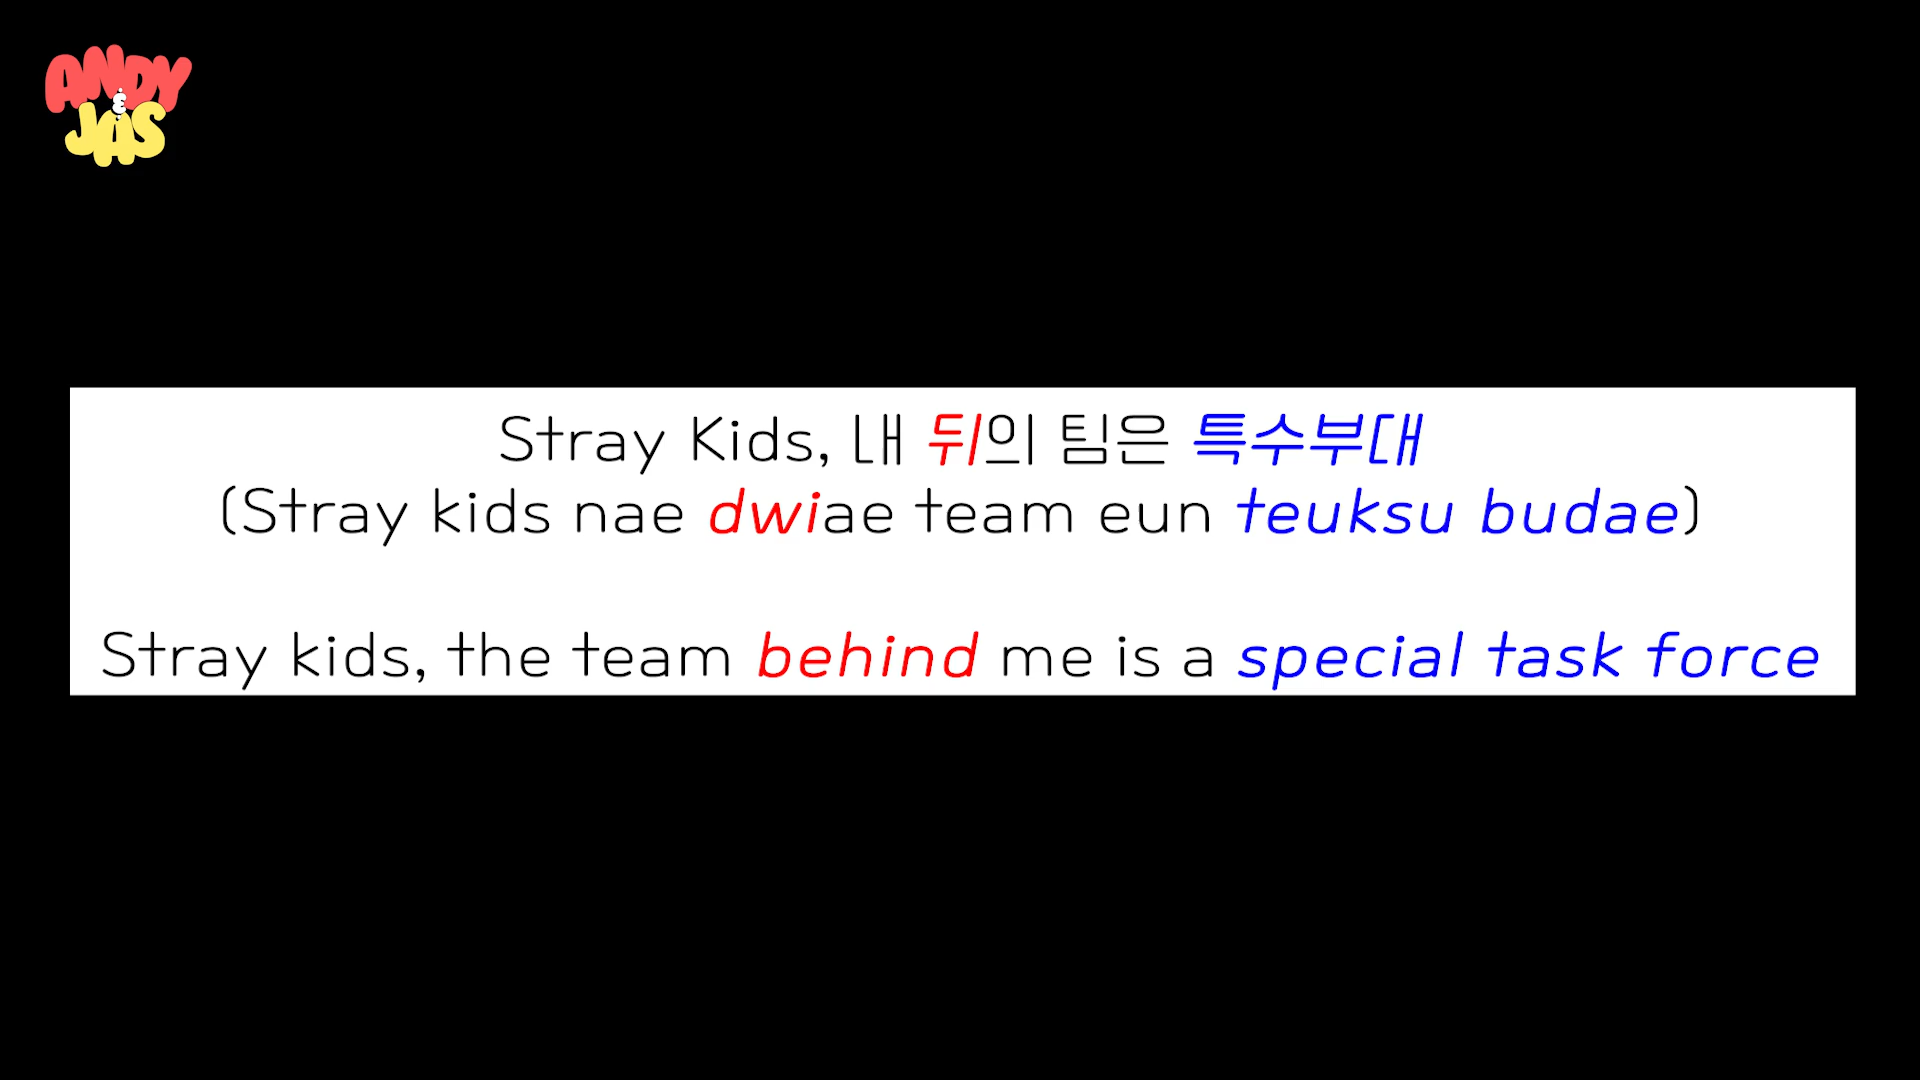 ANDY
&
JAS
Stray Kids, 내 뒤의 팀은 특수부대
(Stray kids nae dwiae team eun teuksu budae)
Stray kids, the team behind me is a special task force